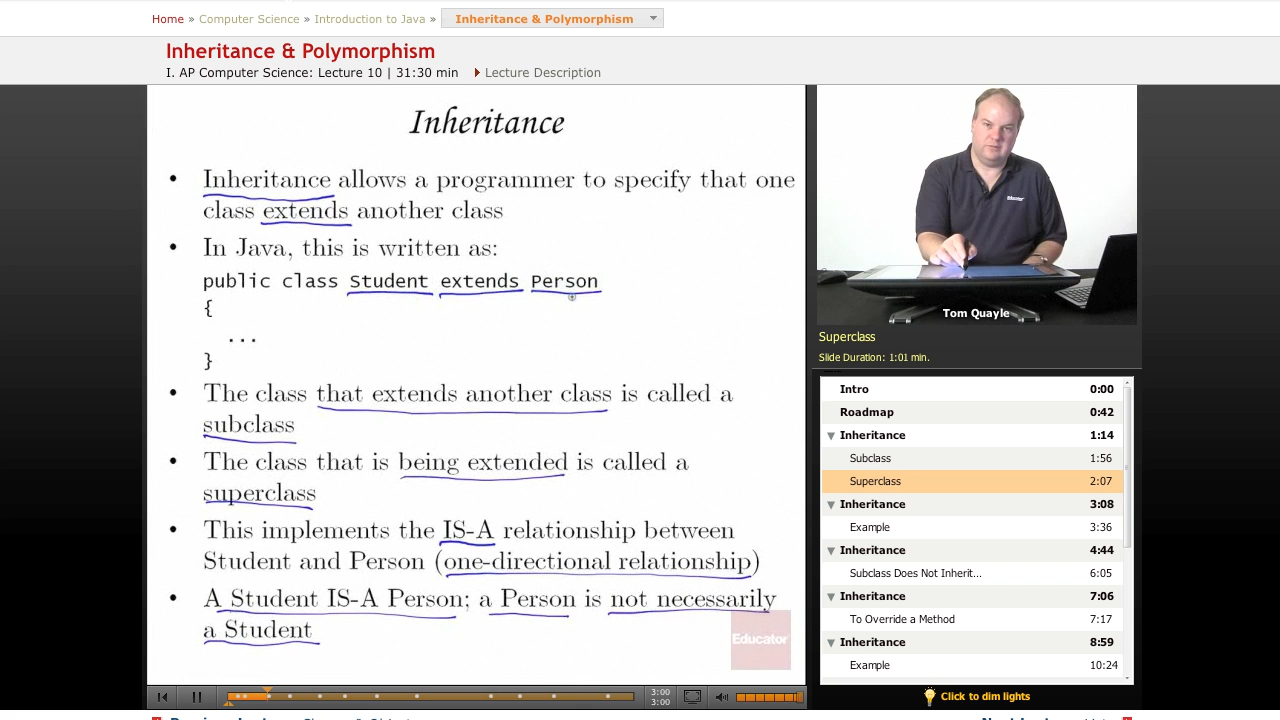 Home » Computer Science » Introduction to Java » Inheritance & Polymorphism
Inheritance & Polymorphism
I. AP Computer Science: Lecture 10 | 31:30 min Lecture Description
Inheritance
• Inheritance allows a programmer to specify that one
class extends another class
• In Java, this is written as:
public class Student extends Person
{
...
}
• The class that extends another class is called a
subclass
• The class that is being extended is called a
superclass
• This implements the IS-A relationship between
Student and Person (one-directional relationship)
• A Student IS-A Person; a Person is not necessarily
a Student
Educator
3:00
3:00
Educator
Tom Quayle
Superclass
Slide Duration: 1:01 min.
Intro 0:00
Roadmap 0:42
Inheritance 1:14
Subclass 1:56
Superclass 2:07
Inheritance 3:08
Example 3:36
Inheritance 4:44
Subclass Does Not Inherit... 6:05
Inheritance 7:06
To Override a Method 7:17
Inheritance 8:59
Example 10:24
Click to dim lights